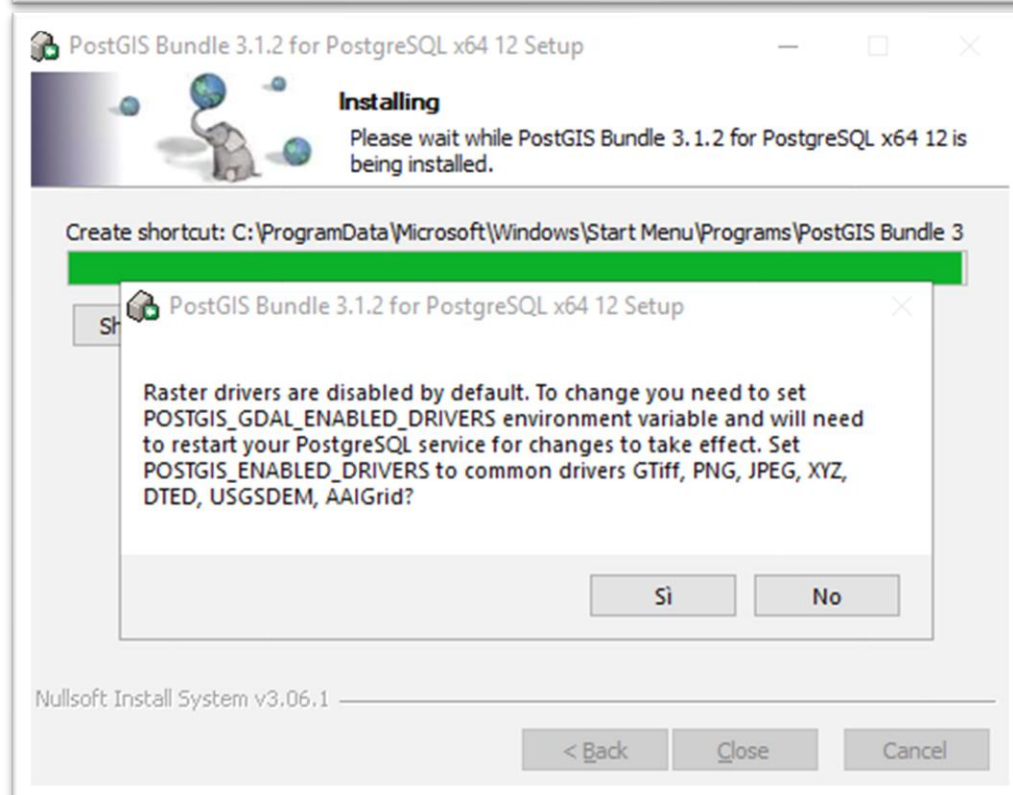 PostGIS Bundle 3.1.2 for PostgreSQL x64 12 Setup
Installing
Please wait while PostGIS Bundle 3.1.2 for PostgreSQL x64 12 is
being installed.
Create shortcut: C:\ProgramData\Microsoft\Windows\Start Menu\Programs\PostGIS Bundle 3
PostGIS Bundle 3.1.2 for PostgreSQL x64 12 Setup
Raster drivers are disabled by default. To change you need to set
POSTGIS_GDAL_ENABLED_DRIVERS environment variable and will need
to restart your PostgreSQL service for changes to take effect. Set
POSTGIS_ENABLED_DRIVERS to common drivers GTiff, PNG, JPEG, XYZ,
DTED, USGSDEM, AAIGrid?
Sì No
Nullsoft Install System v3.06.1
< Back Close Cancel